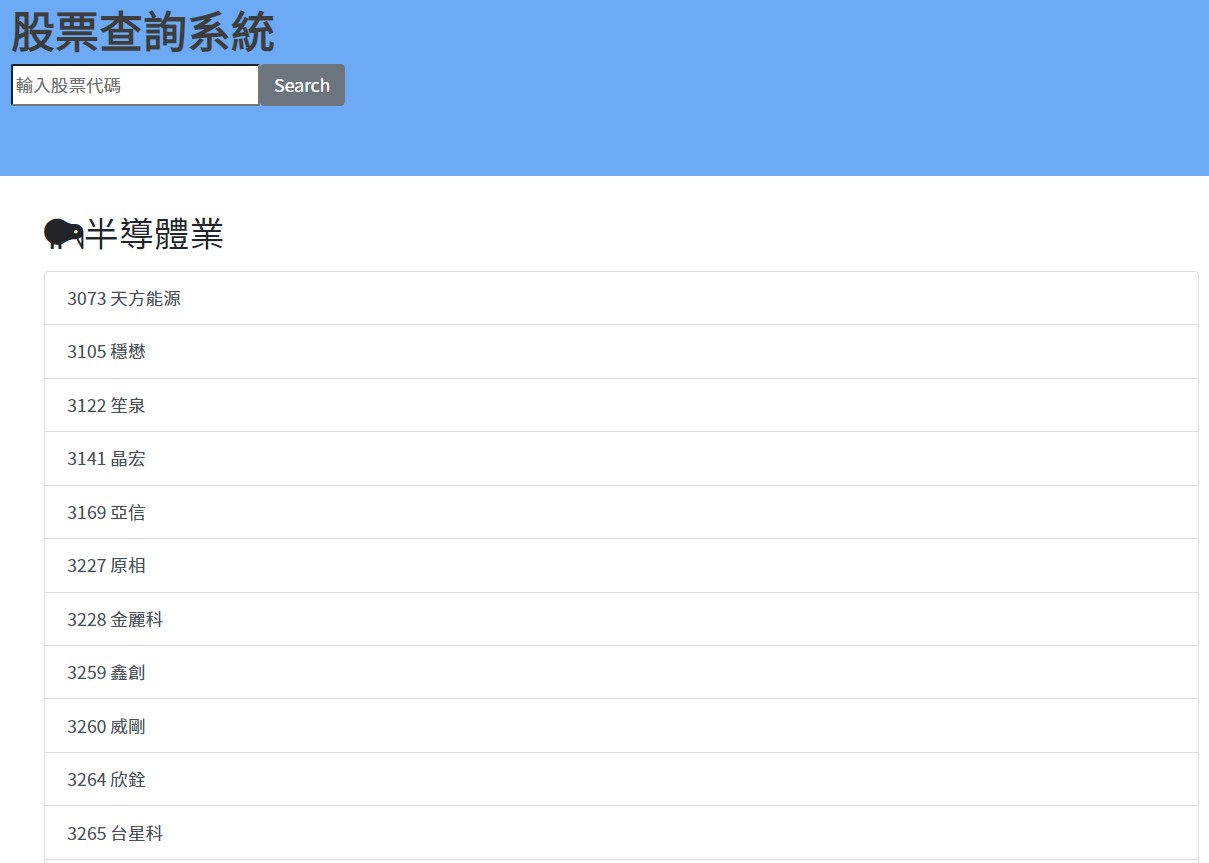 股票查詢系統
輸入股票代碼 Search
半導體業
3073 天方能源
3105 穩懋
3122 笙泉
3141 晶宏
3169 亞信
3227 原相
3228 金麗科
3259 鑫創
3260 威剛
3264 欣銓
3265 台星科